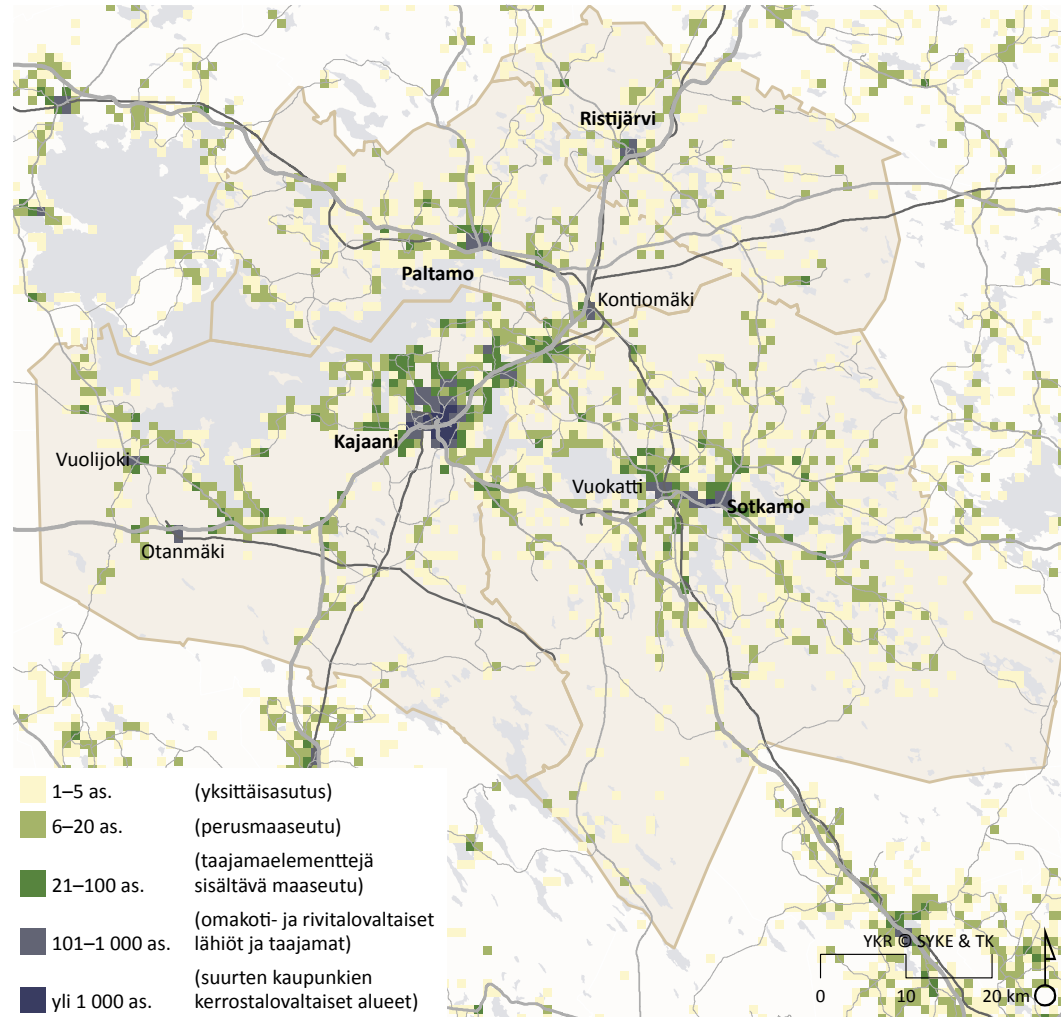 Ristijärvi
Paltamo
Kontiomäki
Kajaani
Vuolijoki
Vuokatti
Sotkamo
Otanmäki
1–5 as. (yksittäisasutus)
6–20 as. (perusmaaseutu)
21–100 as. (taajamaelementtejä
sisältävä maaseutu)
101–1 000 as. (omakoti- ja rivitalovaltaiset
lähiöt ja taajamat)
yli 1 000 as. (suurten kaupunkien
kerrostalovaltaiset alueet)
YKR © SYKE & TK
0 10 20 km